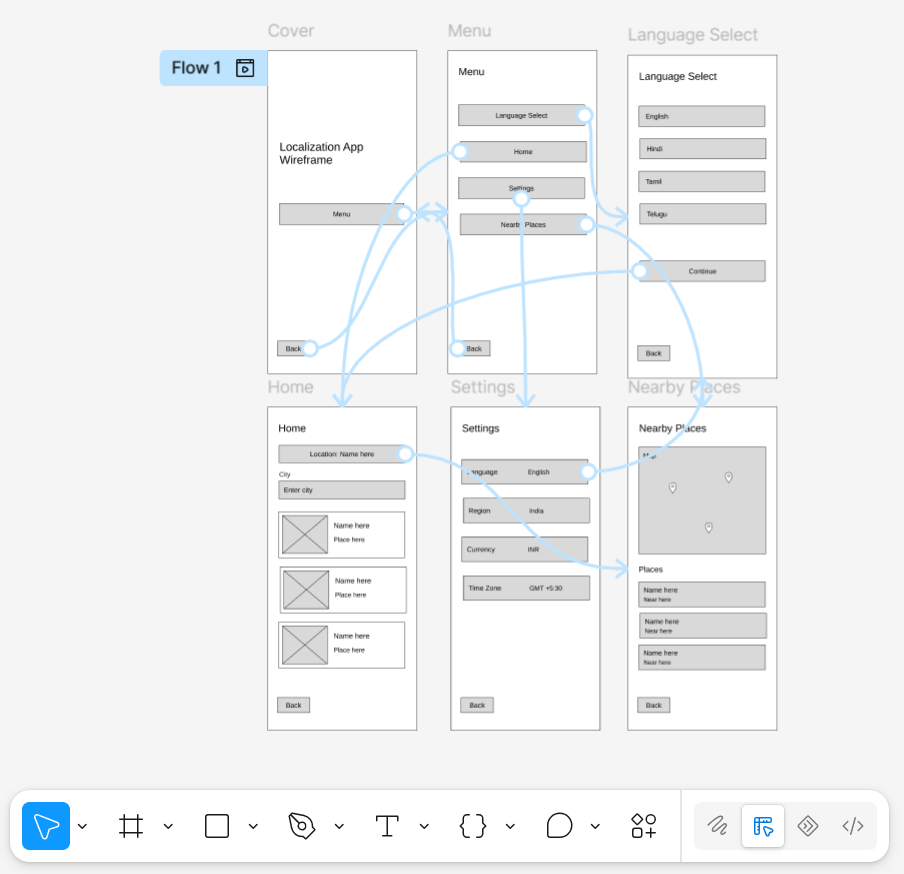 Cover
Menu
Language Select
Flow 1
Localization App
Wireframe
Menu
Back
Menu
Language Select
Home
Settings
Nearby Places
Back
Language Select
English
Hindi
Tamil
Telugu
Continue
Back
Home
Settings
Nearby Places
Home
Location: Name here
City
Enter city
Name here
Place here
Name here
Place here
Name here
Place here
Back
Settings
Language English
Region India
Currency INR
Time Zone GMT +5:30
Back
Nearby Places
Map
Places
Name here
Near here
Name here
Near here
Name here
Near here
Back